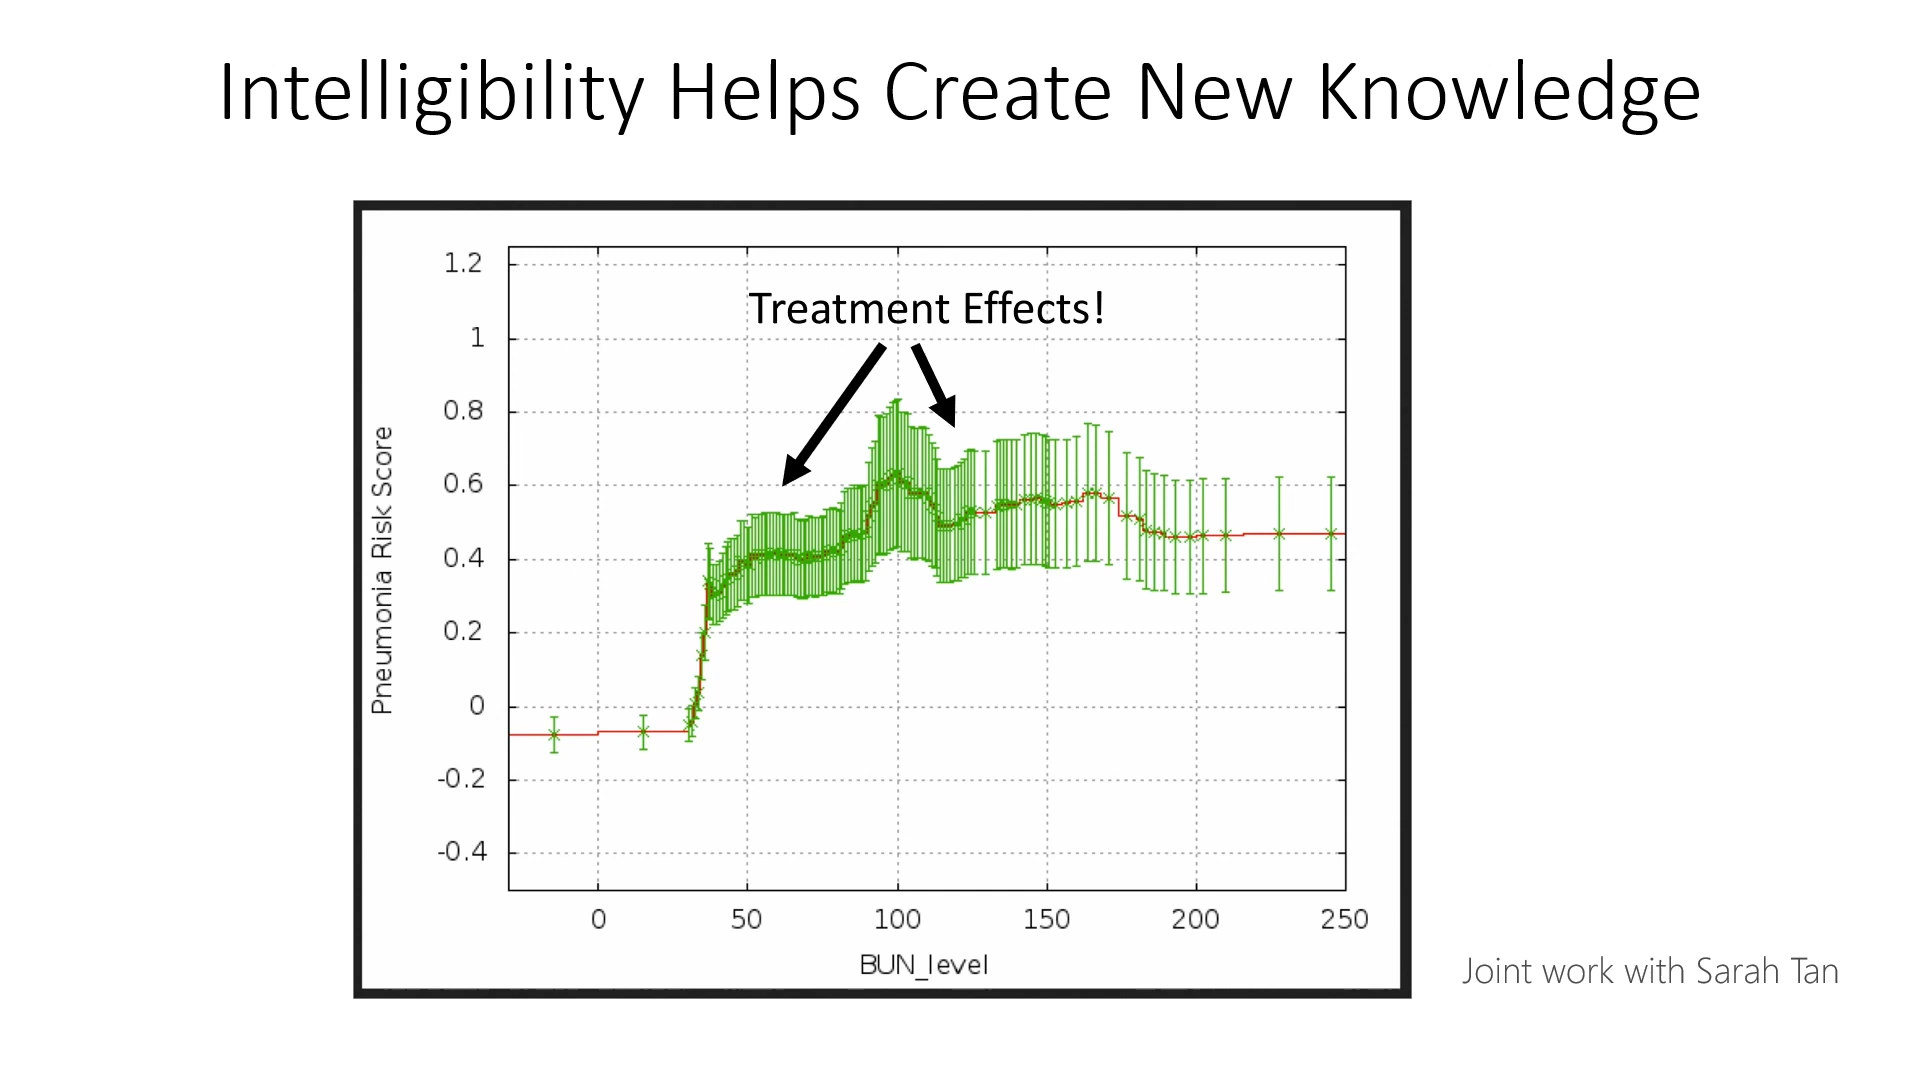 Intelligibility Helps Create New Knowledge
Treatment Effects!
1.2
1
0.8
0.6
0.4
0.2
0
-0.2
-0.4
Pneumonia Risk Score
0 50 100 150 200 250
BUN_level
Joint work with Sarah Tan